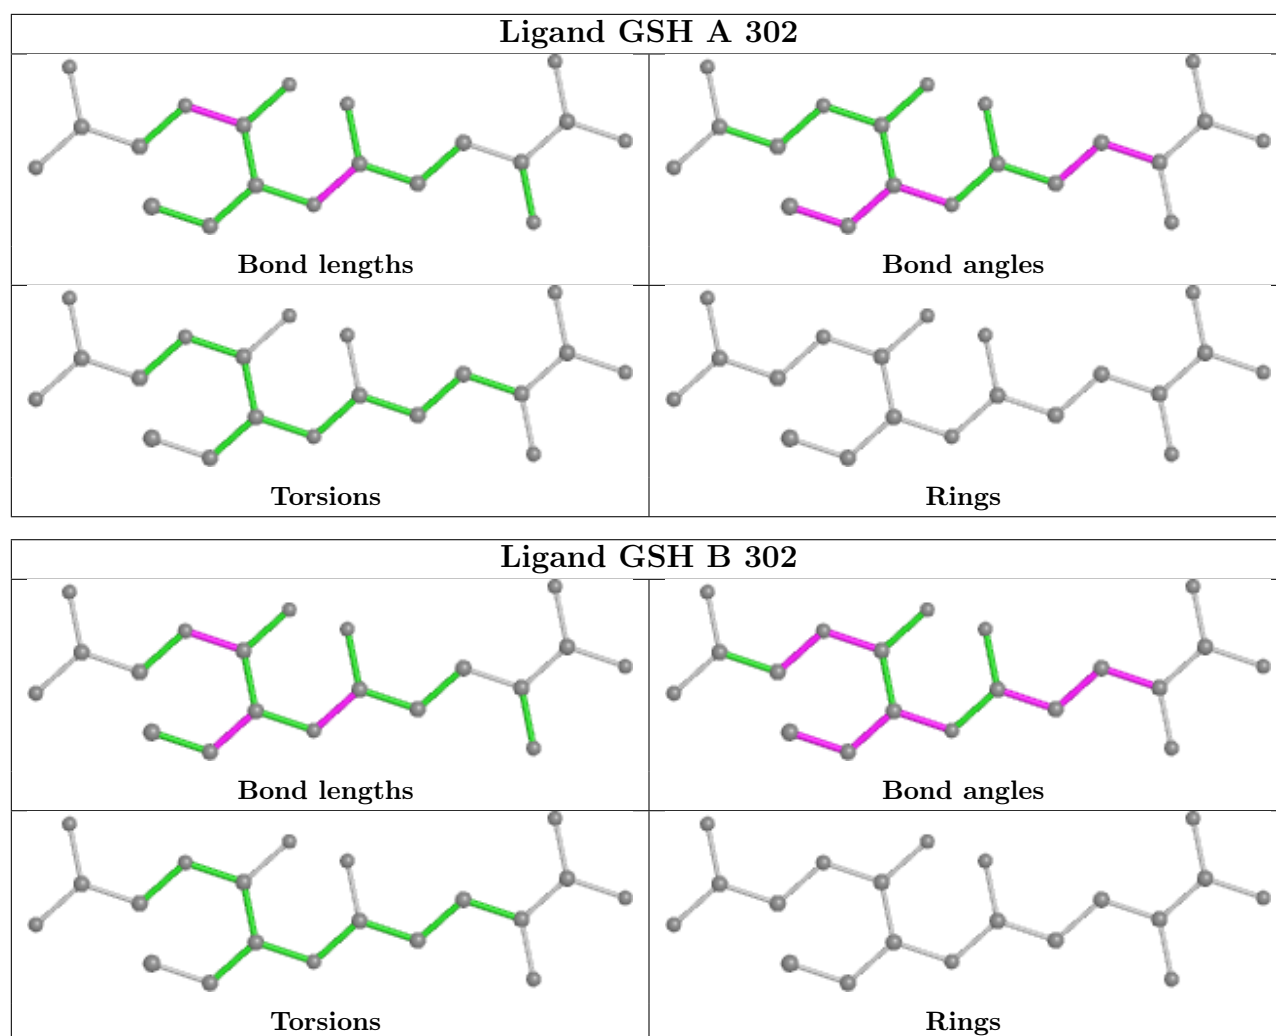 Ligand GSH A 302
Bond lengths
Bond angles
Torsions
Rings
Ligand GSH B 302
Bond lengths
Bond angles
Torsions
Rings